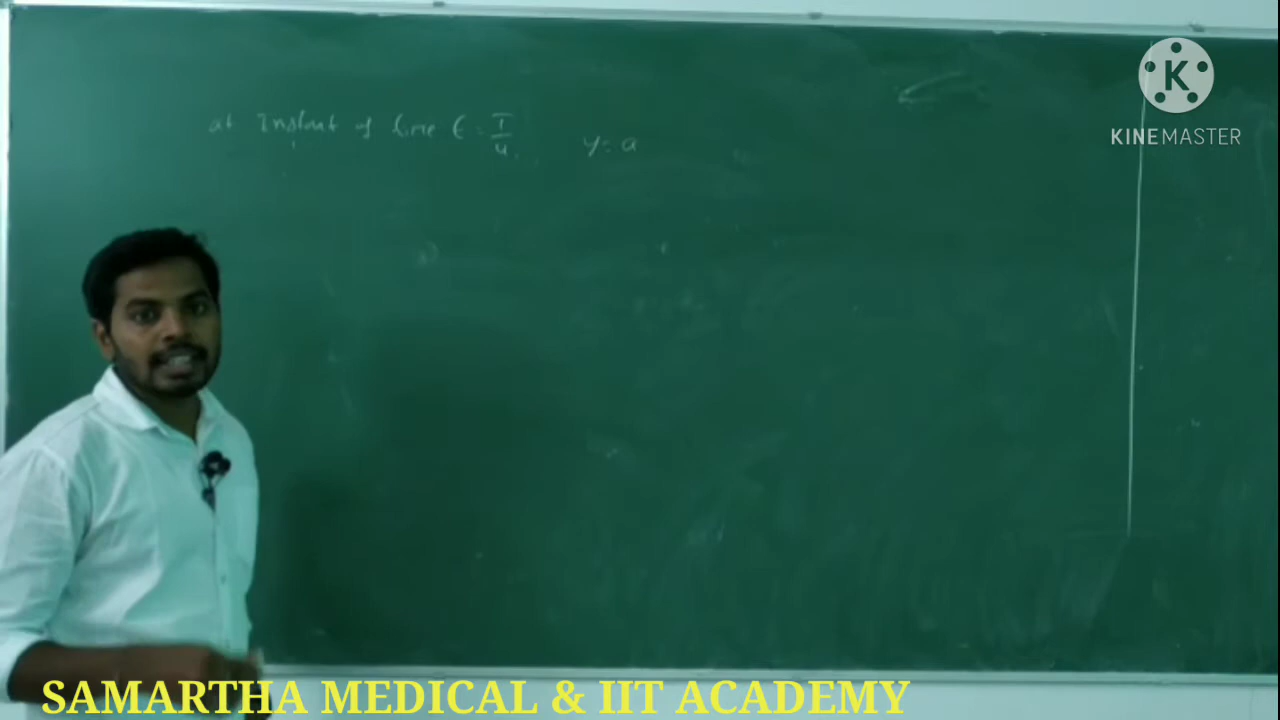 at Instant of time t = T/4, y = a
KINEMASTER
SAMARTHA MEDICAL & IIT ACADEMY